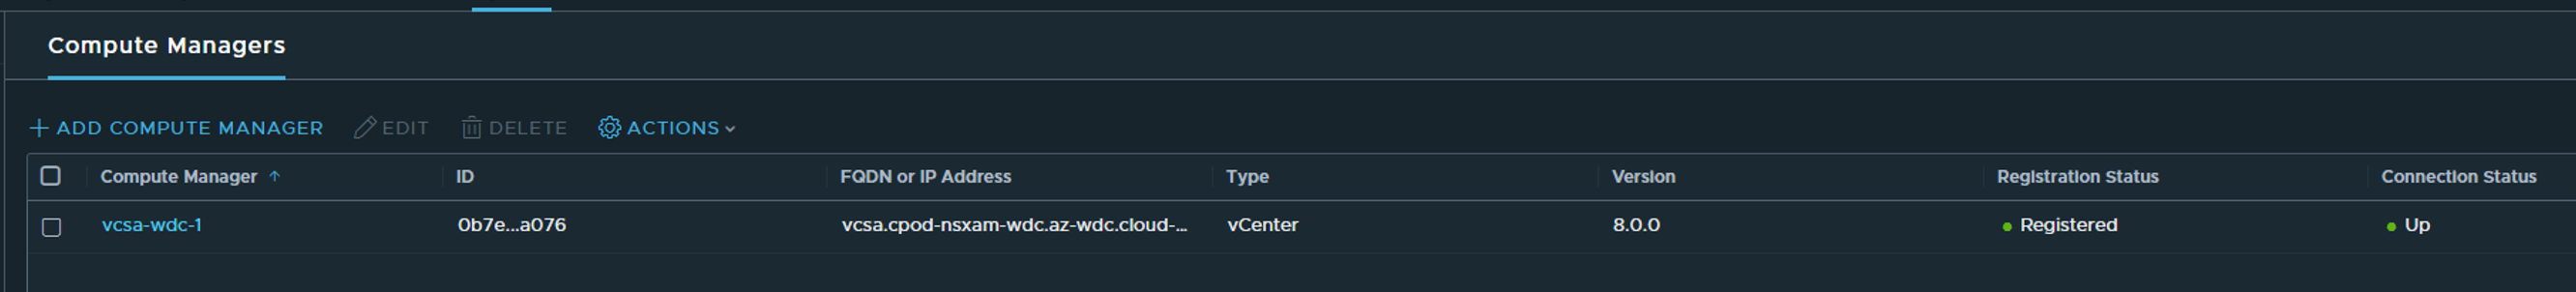 Compute Managers
+ ADD COMPUTE MANAGER EDIT DELETE ACTIONS
Compute Manager ↑ ID FQDN or IP Address Type Version Registration Status Connection Status
vcsa-wdc-1 0b7e...a076 vcsa.cpod-nsxam-wdc.az-wdc.cloud-... vCenter 8.0.0 Registered Up